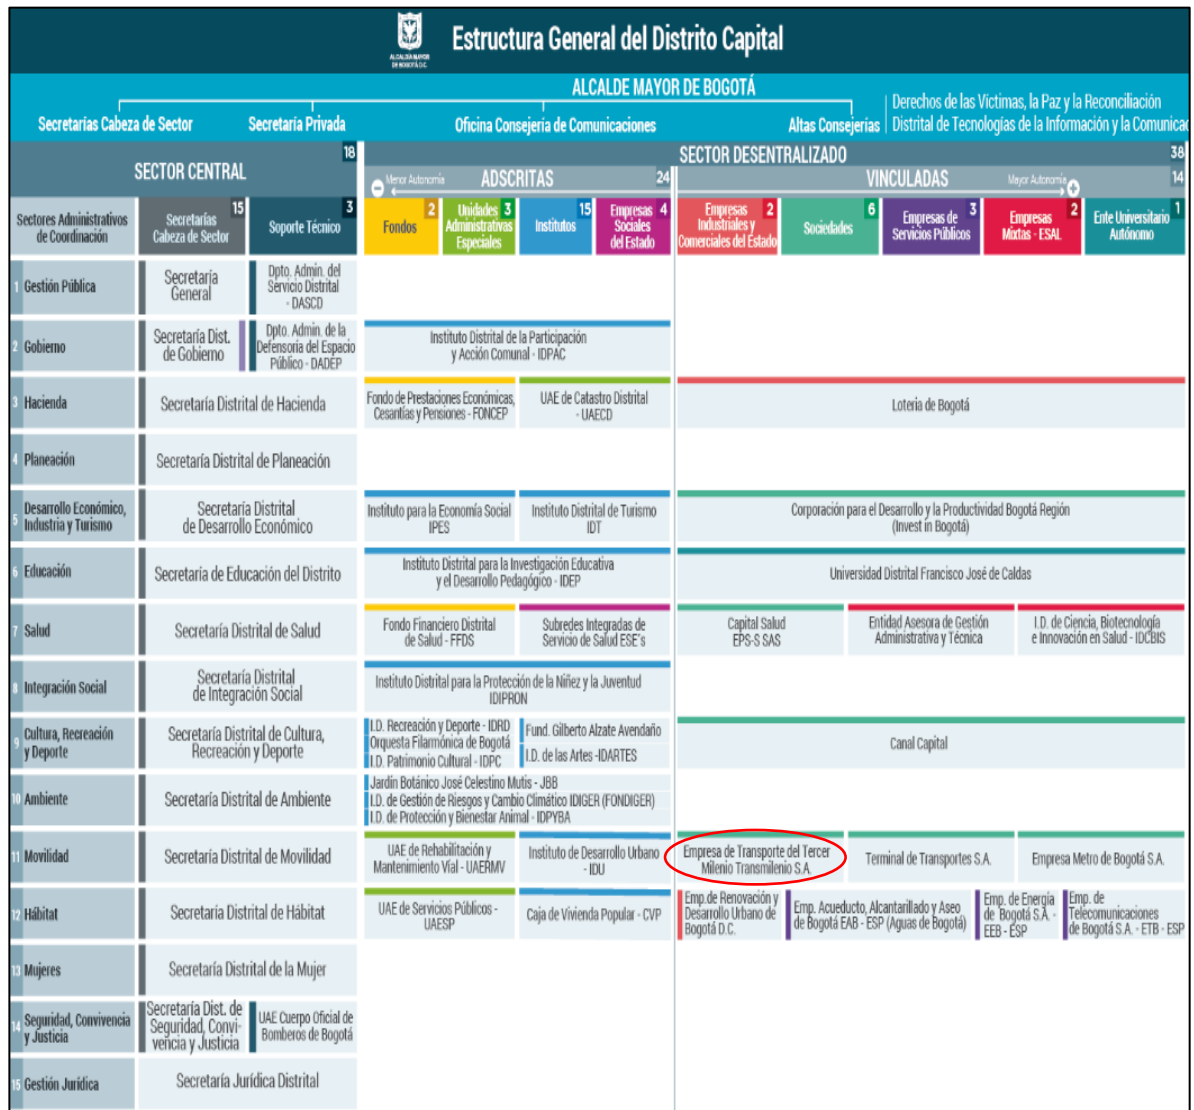 ALCALDÍA MAYOR
DE BOGOTÁ D.C.
Estructura General del Distrito Capital
ALCALDE MAYOR DE BOGOTÁ
Secretarías Cabeza de Sector
Secretaría Privada
Oficina Consejería de Comunicaciones
Altas Consejerías
Derechos de las Víctimas, la Paz y la Reconciliación
Distrital de Tecnologías de la Información y la Comunicac
SECTOR CENTRAL
18
SECTOR DESENTRALIZADO
38
Menor Autonomía
ADSCRITAS
24
VINCULADAS
Mayor Autonomía
14
Sectores Administrativos
de Coordinación
Secretarías
Cabeza de Sector
15
Soporte Técnico
3
Fondos
2
Unidades
Administrativas
Especiales
3
Institutos
15
Empresas
Sociales
del Estado
4
Empresas
Industriales y
Comerciales del Estado
2
Sociedades
6
Empresas de
Servicios Públicos
3
Empresas
Mixtas - ESAL
2
Ente Universitario
Autónomo
1
1 Gestión Pública
Secretaría
General
Dpto. Admin. del
Servicio Distrital
- DASCD
2 Gobierno
Secretaría Dist.
de Gobierno
Dpto. Admin. de la
Defensoria del Espacio
Público - DADEP
Instituto Distrital de la Participación
y Acción Comunal - IDPAC
3 Hacienda
Secretaría Distrital de Hacienda
Fondo de Prestaciones Económicas,
Cesantías y Pensiones - FONCEP
UAE de Catastro Distrital
- UAECD
Loteria de Bogotá
4 Planeación
Secretaría Distrital de Planeación
5 Desarrollo Económico,
Industria y Turismo
Secretaría Distrital
de Desarrollo Económico
Instituto para la Economía Social
IPES
Instituto Distrital de Turismo
IDT
Corporación para el Desarrollo y la Productividad Bogotá Región
(Invest in Bogotá)
6 Educación
Secretaría de Educación del Distrito
Instituto Distrital para la Investigación Educativa
y el Desarrollo Pedagógico - IDEP
Universidad Distrital Francisco José de Caldas
7 Salud
Secretaría Distrital de Salud
Fondo Financiero Distrital
de Salud - FFDS
Subredes Integradas de
Servicio de Salud ESE´s
Capital Salud
EPS-S SAS
Entidad Asesora de Gestión
Administrativa y Técnica
I.D. de Ciencia, Biotecnología
e Innovación en Salud - IDCBIS
8 Integración Social
Secretaría Distrital
de Integración Social
Instituto Distrital para la Protección de la Niñez y la Juventud
IDIPRON
9 Cultura, Recreación
y Deporte
Secretaría Distrital de Cultura,
Recreación y Deporte
I.D. Recreación y Deporte - IDRD
Orquesta Filarmónica de Bogotá
I.D. Patrimonio Cultural - IDPC
Fund. Gilberto Alzate Avendaño
I.D. de las Artes -IDARTES
Canal Capital
10 Ambiente
Secretaría Distrital de Ambiente
Jardín Botánico José Celestino Mutis - JBB
I.D. de Gestión de Riesgos y Cambio Climático IDIGER (FONDIGER)
I.D. de Protección y Bienestar Animal - IDPYBA
11 Movilidad
Secretaría Distrital de Movilidad
UAE de Rehabilitación y
Mantenimiento Vial - UAERMV
Instituto de Desarrollo Urbano
- IDU
Empresa de Transporte del Tercer
Milenio Transmilenio S.A.
Terminal de Transportes S.A.
Empresa Metro de Bogotá S.A.
12 Hábitat
Secretaría Distrital de Hábitat
UAE de Servicios Públicos -
UAESP
Caja de Vivienda Popular - CVP
Emp.de Renovación y
Desarrollo Urbano de
Bogotá D.C.
Emp. Acueducto, Alcantarillado y Aseo
de Bogotá EAB - ESP (Aguas de Bogotá)
Emp. de Energía
de Bogotá S.A. -
EEB - ESP
Emp. de
Telecomunicaciones
de Bogotá S.A. - ETB - ESP
13 Mujeres
Secretaría Distrital de la Mujer
14 Seguridad, Convivencia
y Justicia
Secretaría Dist. de
Seguridad, Convi-
vencia y Justicia
UAE Cuerpo Oficial de
Bomberos de Bogotá
15 Gestión Jurídica
Secretaría Jurídica Distrital